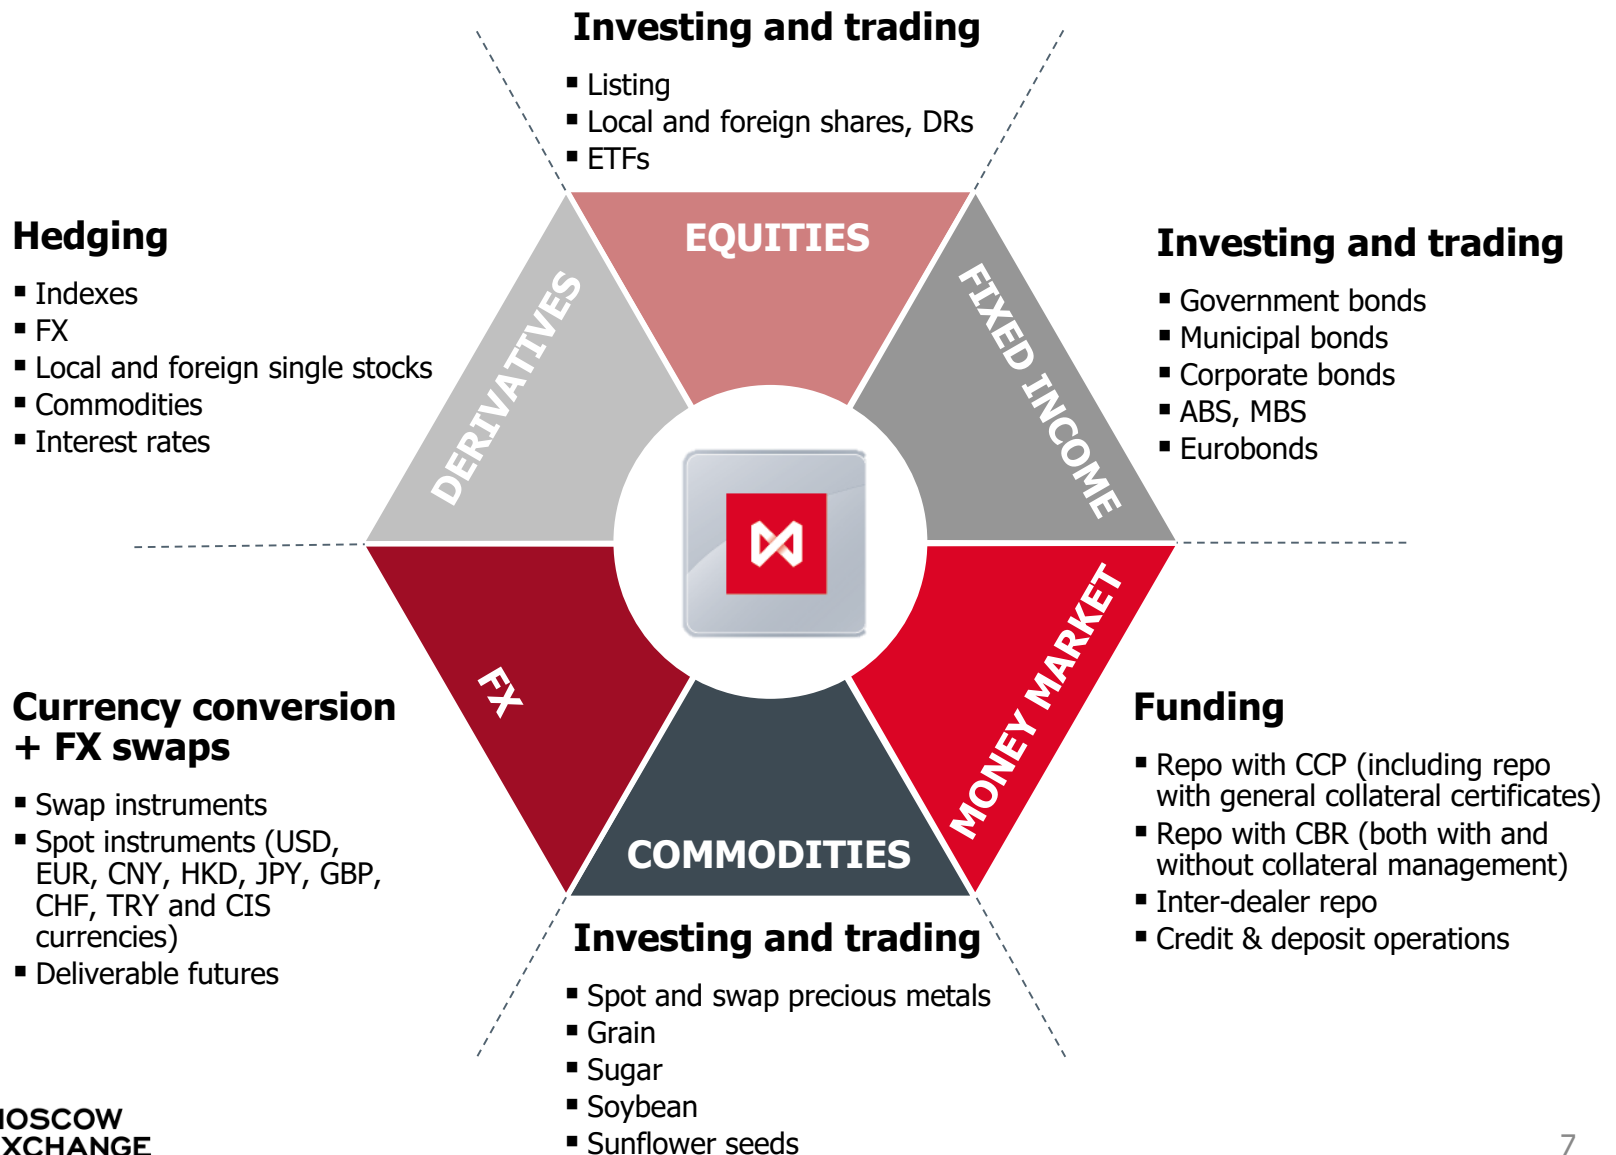 Investing and trading
▪ Listing
▪ Local and foreign shares, DRs
▪ ETFs
EQUITIES
Hedging
▪ Indexes
▪ FX
▪ Local and foreign single stocks
▪ Commodities
▪ Interest rates
DERIVATIVES
FIXED INCOME
Investing and trading
▪ Government bonds
▪ Municipal bonds
▪ Corporate bonds
▪ ABS, MBS
▪ Eurobonds
FX
Currency conversion
+ FX swaps
▪ Swap instruments
▪ Spot instruments (USD,
EUR, CNY, HKD, JPY, GBP,
CHF, TRY and CIS
currencies)
▪ Deliverable futures
MONEY MARKET
Funding
▪ Repo with CCP (including repo
with general collateral certificates)
▪ Repo with CBR (both with and
without collateral management)
▪ Inter-dealer repo
▪ Credit & deposit operations
COMMODITIES
Investing and trading
▪ Spot and swap precious metals
▪ Grain
▪ Sugar
▪ Soybean
▪ Sunflower seeds
MOSCOW
EXCHANGE
7